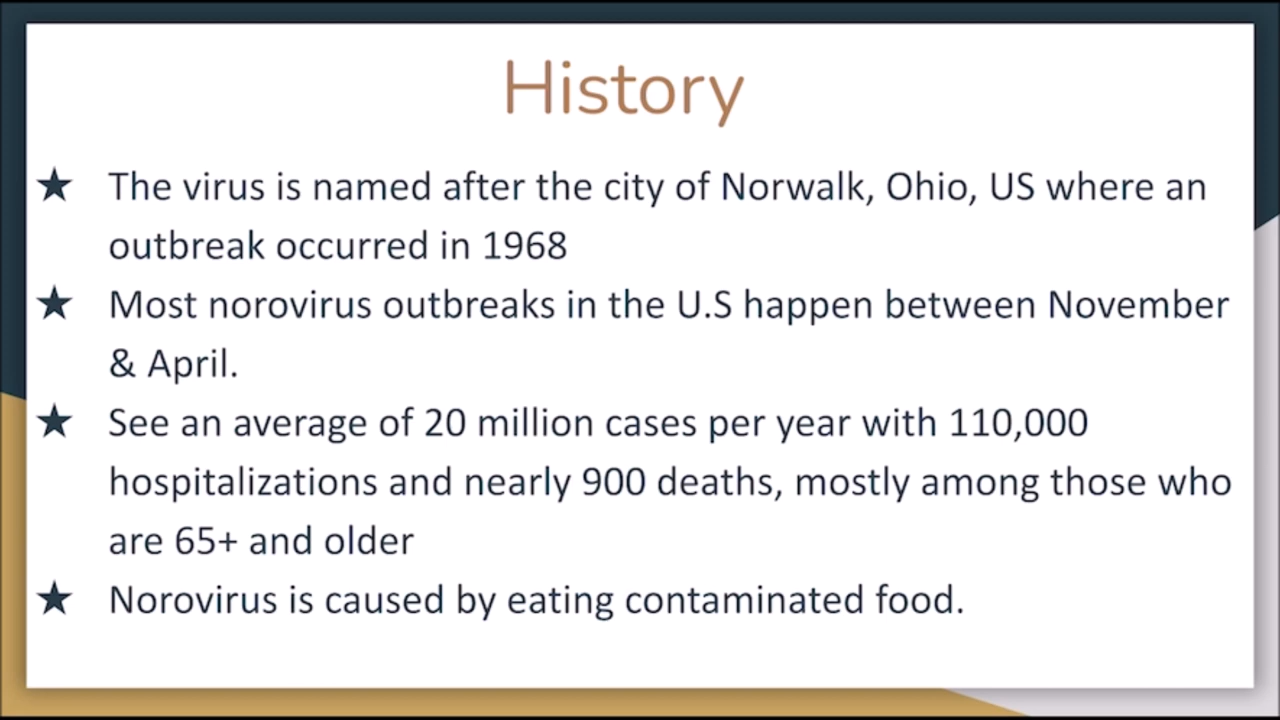 History
★ The virus is named after the city of Norwalk, Ohio, US where an
outbreak occurred in 1968
★ Most norovirus outbreaks in the U.S happen between November
& April.
★ See an average of 20 million cases per year with 110,000
hospitalizations and nearly 900 deaths, mostly among those who
are 65+ and older
★ Norovirus is caused by eating contaminated food.